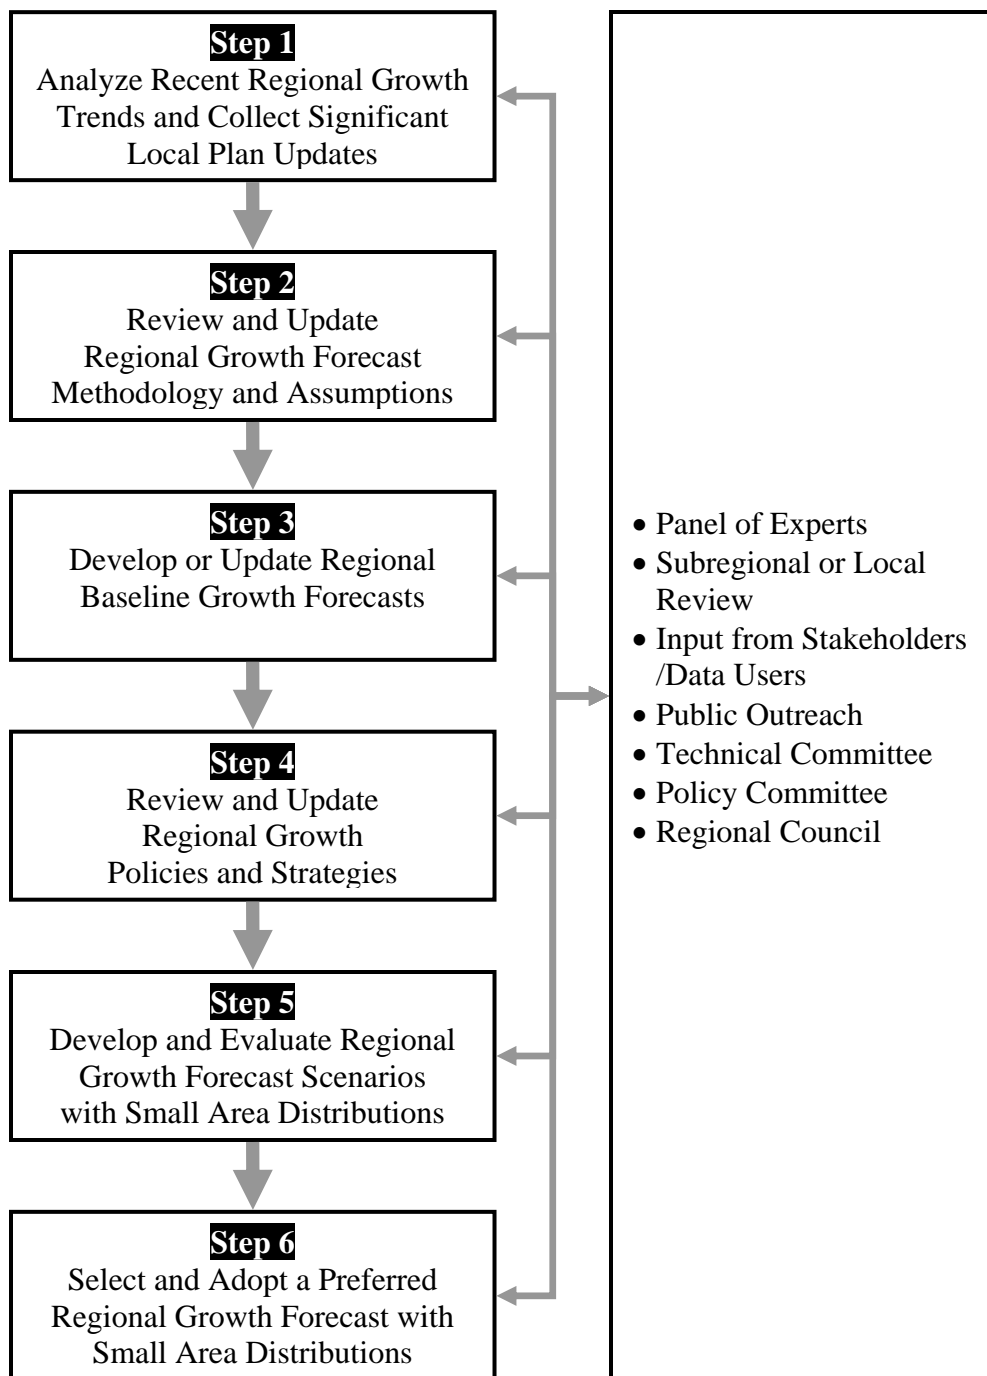 Step 1
Analyze Recent Regional Growth
Trends and Collect Significant
Local Plan Updates
Step 2
Review and Update
Regional Growth Forecast
Methodology and Assumptions
Step 3
Develop or Update Regional
Baseline Growth Forecasts
Step 4
Review and Update
Regional Growth
Policies and Strategies
Step 5
Develop and Evaluate Regional
Growth Forecast Scenarios
with Small Area Distributions
Step 6
Select and Adopt a Preferred
Regional Growth Forecast with
Small Area Distributions
• Panel of Experts
• Subregional or Local
Review
• Input from Stakeholders
/Data Users
• Public Outreach
• Technical Committee
• Policy Committee
• Regional Council